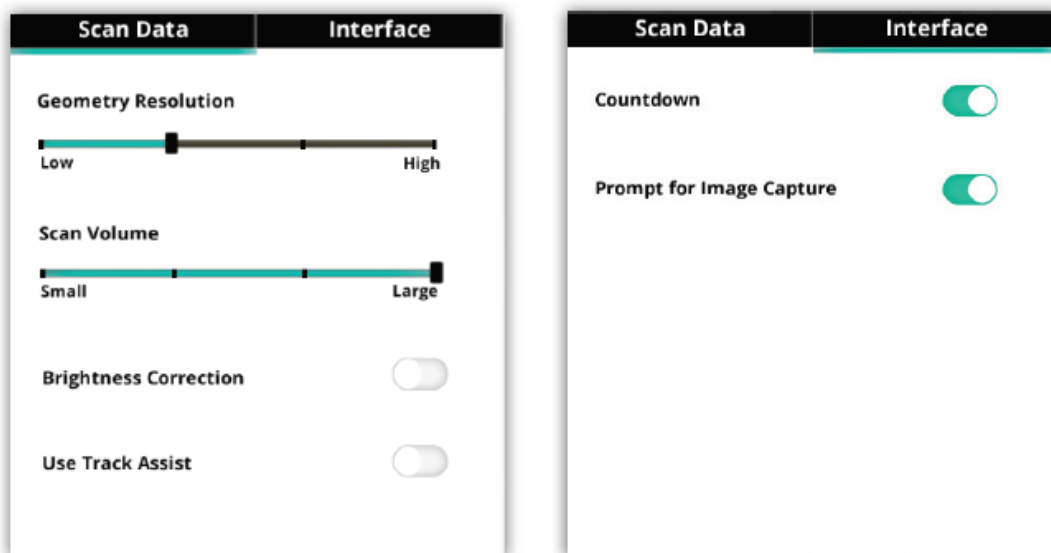 Scan Data Interface
Geometry Resolution
Low High
Scan Volume
Small Large
Brightness Correction
Use Track Assist
Scan Data Interface
Countdown
Prompt for Image Capture